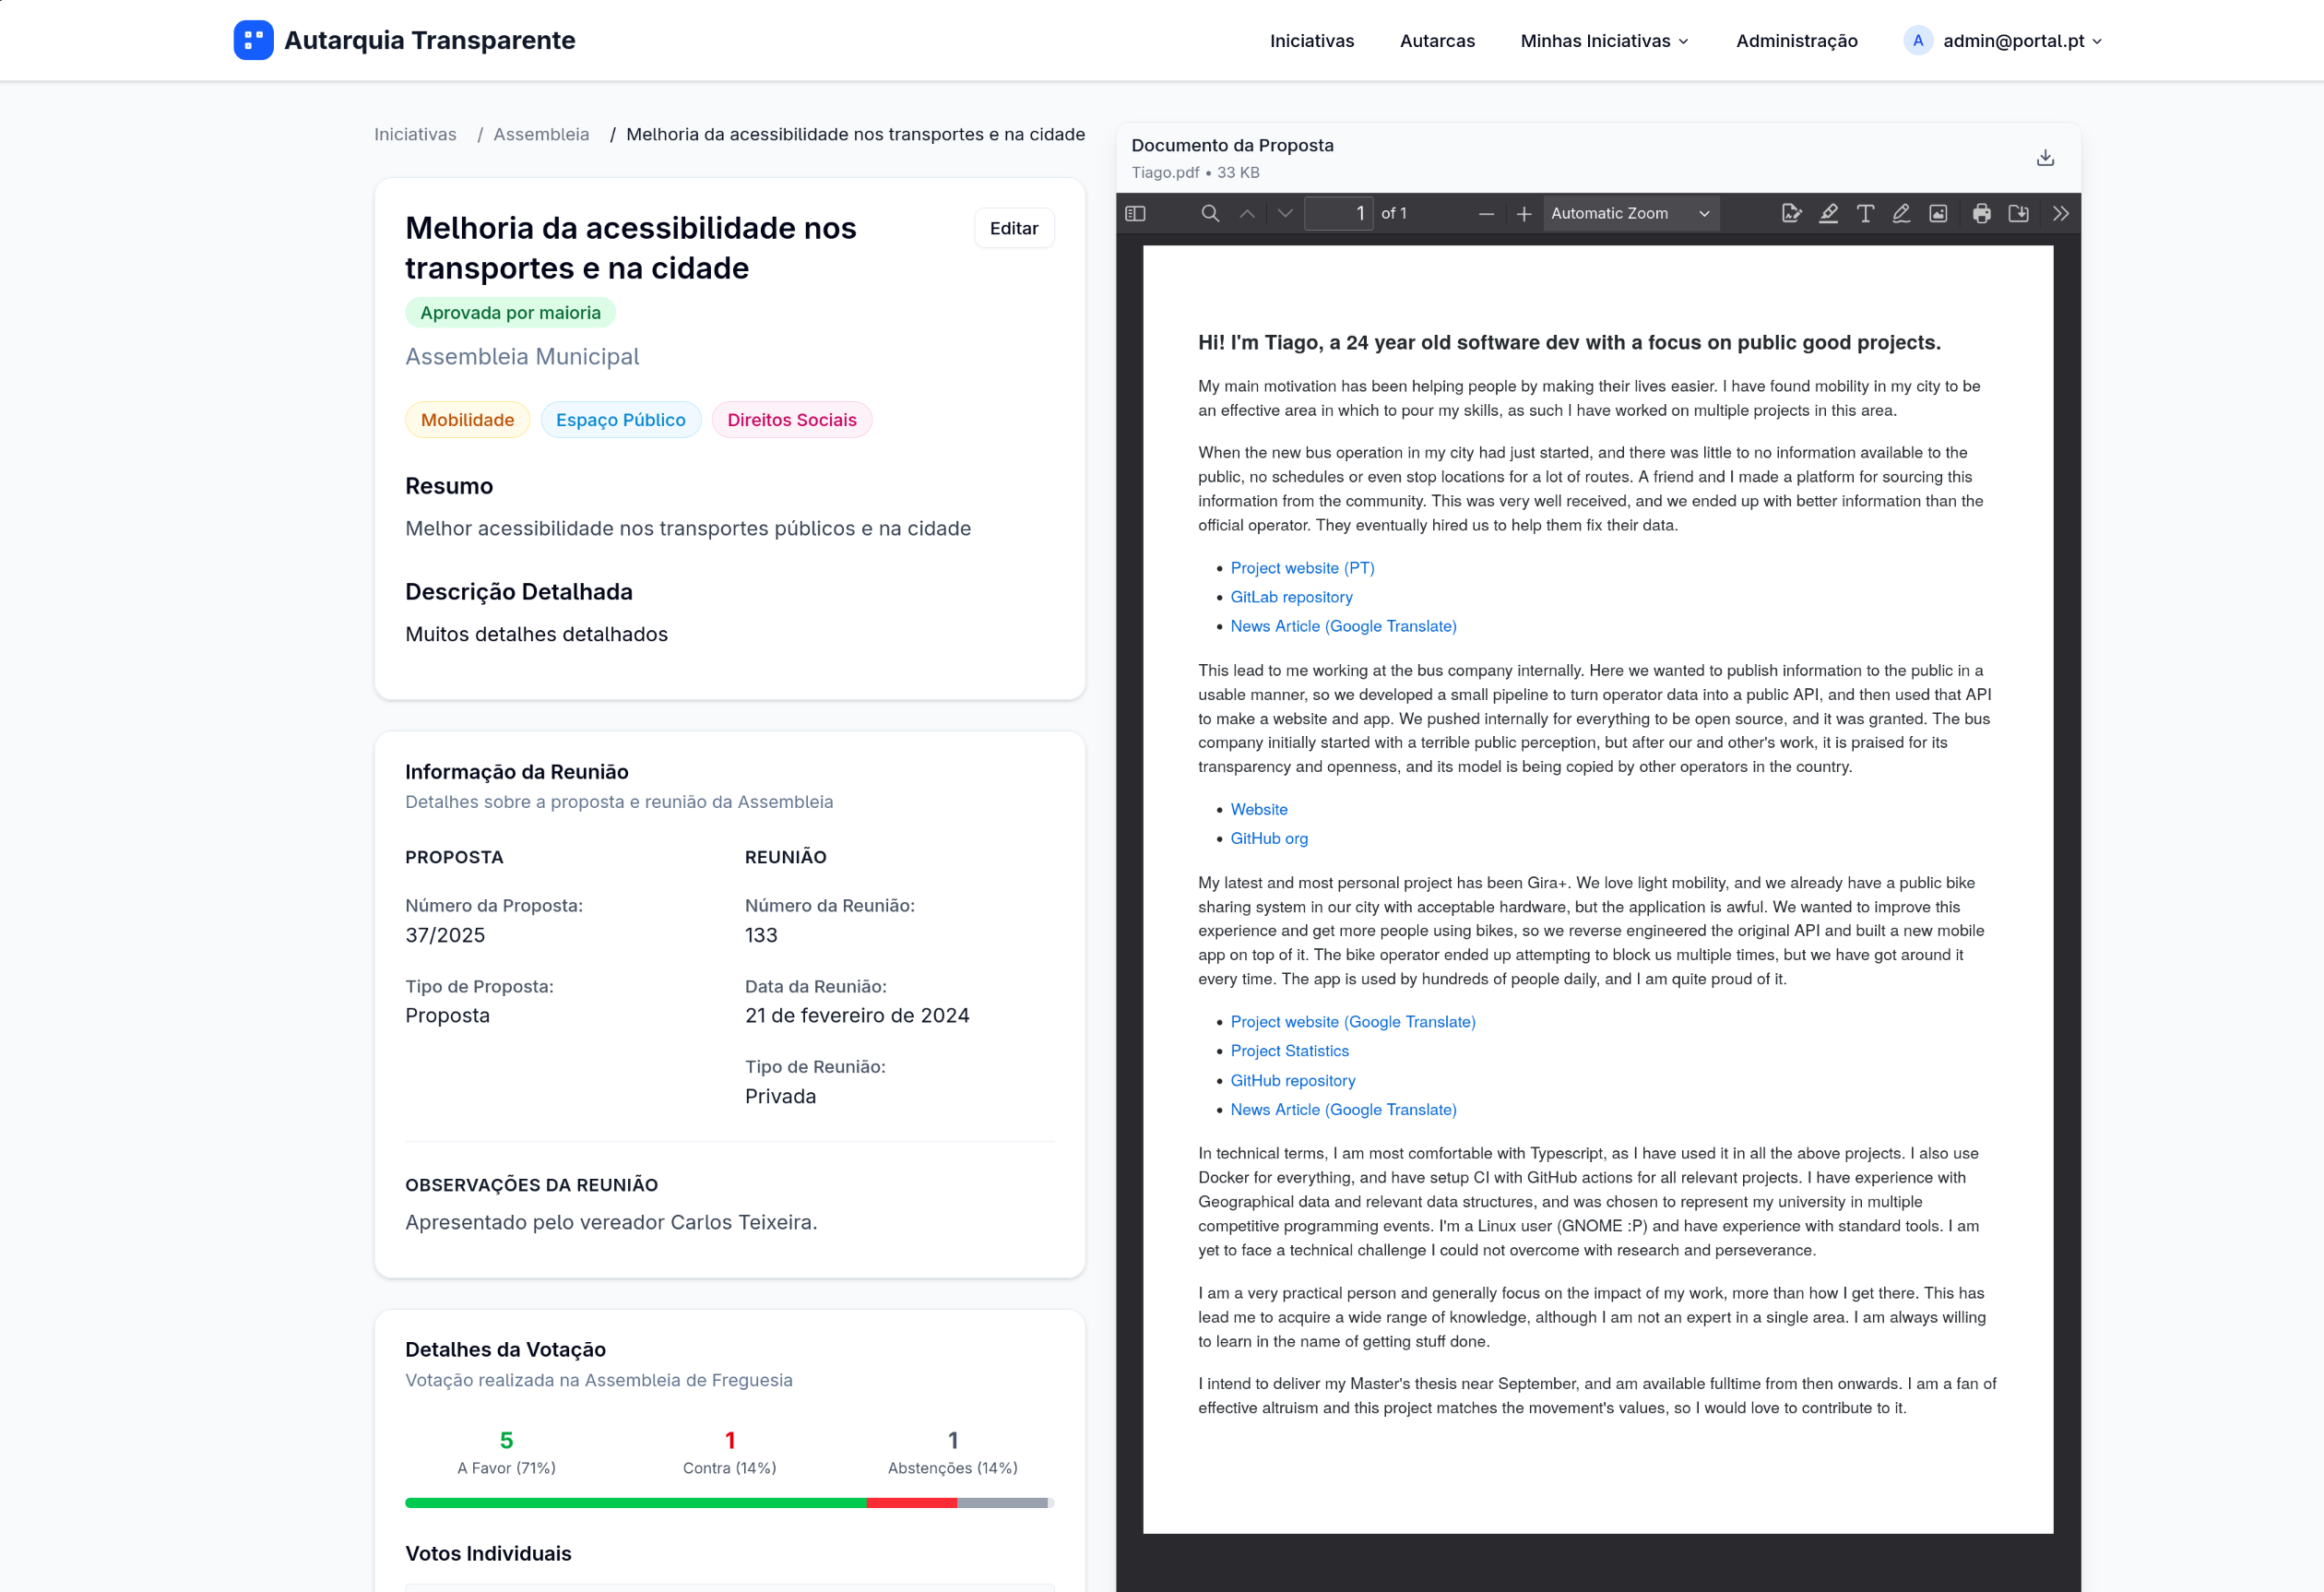 Autarquia Transparente
Iniciativas
Autarcas
Minhas Iniciativas
Administração
A
admin@portal.pt
Iniciativas / Assembleia / Melhoria da acessibilidade nos transportes e na cidade
Melhoria da acessibilidade nos
transportes e na cidade
Editar
Aprovada por maioria
Assembleia Municipal
Mobilidade
Espaço Público
Direitos Sociais
Resumo
Melhor acessibilidade nos transportes públicos e na cidade
Descrição Detalhada
Muitos detalhes detalhados
Informação da Reunião
Detalhes sobre a proposta e reunião da Assembleia
PROPOSTA
Número da Proposta:
37/2025
Tipo de Proposta:
Proposta
REUNIÃO
Número da Reunião:
133
Data da Reunião:
21 de fevereiro de 2024
Tipo de Reunião:
Privada
OBSERVAÇÕES DA REUNIÃO
Apresentado pelo vereador Carlos Teixeira.
Detalhes da Votação
Votação realizada na Assembleia de Freguesia
5
A Favor (71%)
1
Contra (14%)
1
Abstenções (14%)
Votos Individuais
Documento da Proposta
Tiago.pdf • 33 KB
1 of 1
Automatic Zoom
Hi! I'm Tiago, a 24 year old software dev with a focus on public good projects.
My main motivation has been helping people by making their lives easier. I have found mobility in my city to be
an effective area in which to pour my skills, as such I have worked on multiple projects in this area.
When the new bus operation in my city had just started, and there was little to no information available to the
public, no schedules or even stop locations for a lot of routes. A friend and I made a platform for sourcing this
information from the community. This was very well received, and we ended up with better information than the
official operator. They eventually hired us to help them fix their data.
• Project website (PT)
• GitLab repository
• News Article (Google Translate)
This lead to me working at the bus company internally. Here we wanted to publish information to the public in a
usable manner, so we developed a small pipeline to turn operator data into a public API, and then used that API
to make a website and app. We pushed internally for everything to be open source, and it was granted. The bus
company initially started with a terrible public perception, but after our and other's work, it is praised for its
transparency and openness, and its model is being copied by other operators in the country.
• Website
• GitHub org
My latest and most personal project has been Gira+. We love light mobility, and we already have a public bike
sharing system in our city with acceptable hardware, but the application is awful. We wanted to improve this
experience and get more people using bikes, so we reverse engineered the original API and built a new mobile
app on top of it. The bike operator ended up attempting to block us multiple times, but we have got around it
every time. The app is used by hundreds of people daily, and I am quite proud of it.
• Project website (Google Translate)
• Project Statistics
• GitHub repository
• News Article (Google Translate)
In technical terms, I am most comfortable with Typescript, as I have used it in all the above projects. I also use
Docker for everything, and have setup CI with GitHub actions for all relevant projects. I have experience with
Geographical data and relevant data structures, and was chosen to represent my university in multiple
competitive programming events. I'm a Linux user (GNOME :P) and have experience with standard tools. I am
yet to face a technical challenge I could not overcome with research and perseverance.
I am a very practical person and generally focus on the impact of my work, more than how I get there. This has
lead me to acquire a wide range of knowledge, although I am not an expert in a single area. I am always willing
to learn in the name of getting stuff done.
I intend to deliver my Master's thesis near September, and am available fulltime from then onwards. I am a fan of
effective altruism and this project matches the movement's values, so I would love to contribute to it.